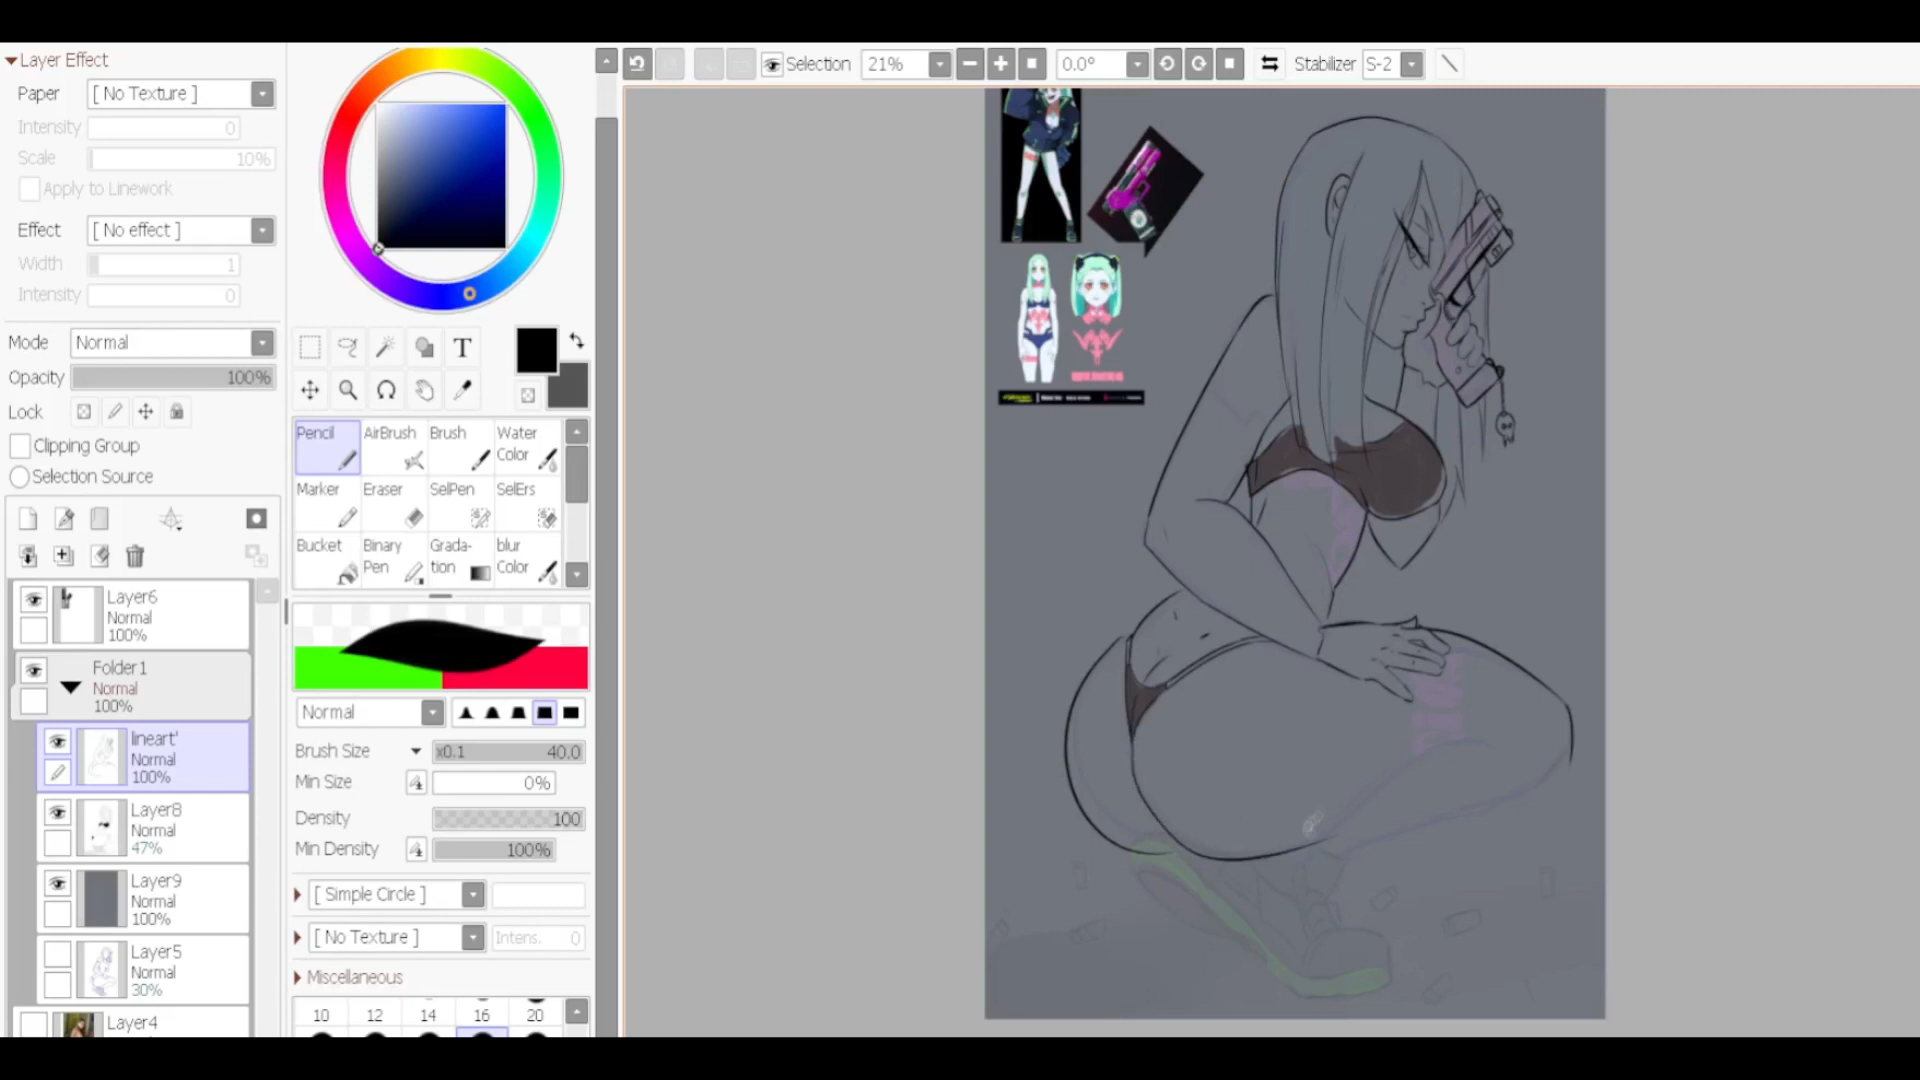 Layer Effect
Paper [ No Texture ]
Intensity 0
Scale 10%
Apply to Linework
Effect [ No effect ]
Width 1
Intensity 0
Mode Normal
Opacity 100%
Lock
Clipping Group
Selection Source
Layer6
Normal
100%
Folder1
Normal
100%
lineart'
Normal
100%
Layer8
Normal
47%
Layer9
Normal
100%
Layer5
Normal
30%
Layer4
T
Pencil AirBrush Brush Water Color
Marker Eraser SelPen SelErs
Bucket Binary Pen Grada-tion blur Color
Normal
Brush Size x0.1 40.0
Min Size 0%
Density 100
Min Density 100%
[ Simple Circle ]
[ No Texture ] Intens. 0
Miscellaneous
10 12 14 16 20
Selection 21% 0.0° Stabilizer S-2